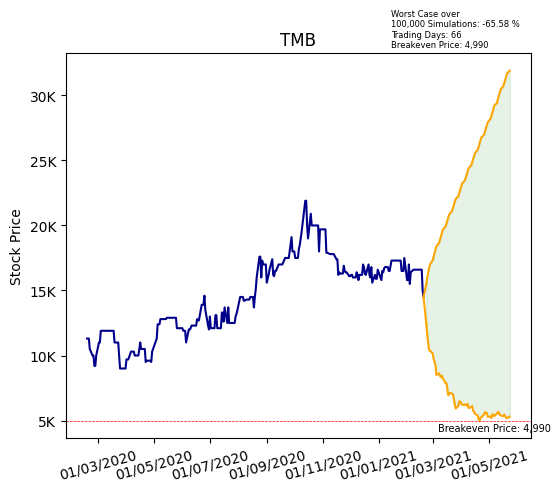 Worst Case over
100,000 Simulations: -65.58 %
Trading Days: 66
Breakeven Price: 4,990
TMB
Stock Price
30K
25K
20K
15K
10K
5K
Breakeven Price: 4,990
01/03/2020
01/05/2020
01/07/2020
01/09/2020
01/11/2020
01/01/2021
01/03/2021
01/05/2021